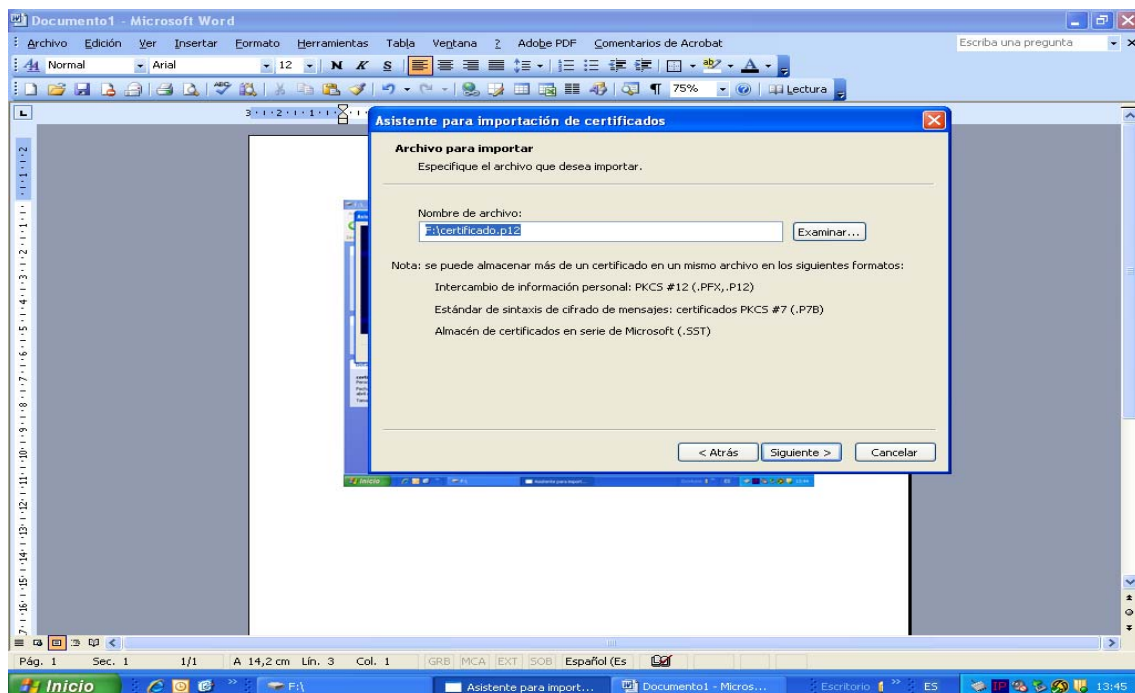 Documento1 - Microsoft Word
Archivo Edición Ver Insertar Formato Herramientas Tabla Ventana ? Adobe PDF Comentarios de Acrobat Escriba una pregunta
Normal Arial 12 N K S
75% Lectura
Asistente para importación de certificados
Archivo para importar
Especifique el archivo que desea importar.
Nombre de archivo:
F:\certificado.p12 Examinar...
Nota: se puede almacenar más de un certificado en un mismo archivo en los siguientes formatos:
Intercambio de información personal: PKCS #12 (.PFX,.P12)
Estándar de sintaxis de cifrado de mensajes: certificados PKCS #7 (.P7B)
Almacén de certificados en serie de Microsoft (.SST)
< Atrás Siguiente > Cancelar
Inicio
Pág. 1 Sec. 1 1/1 A 14,2 cm Lín. 3 Col. 1 GRB MCA EXT SOB Español (Es
Inicio F:\ Asistente para import... Documento1 - Micros... Escritorio ES 13:45